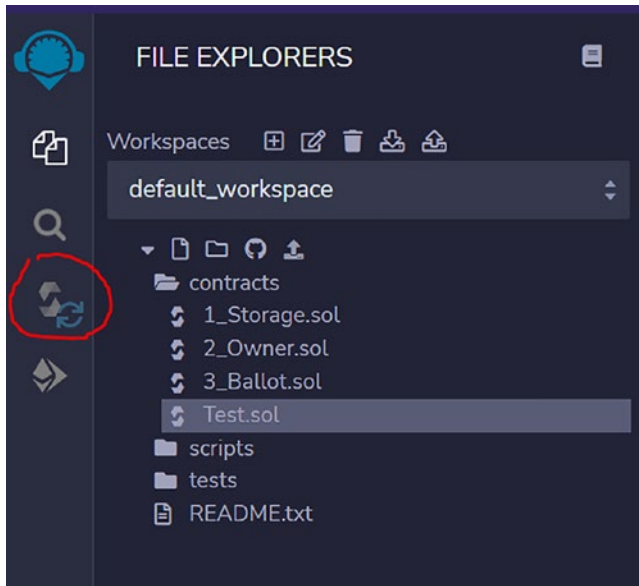 FILE EXPLORERS
Workspaces
default_workspace
contracts
1_Storage.sol
2_Owner.sol
3_Ballot.sol
Test.sol
scripts
tests
README.txt